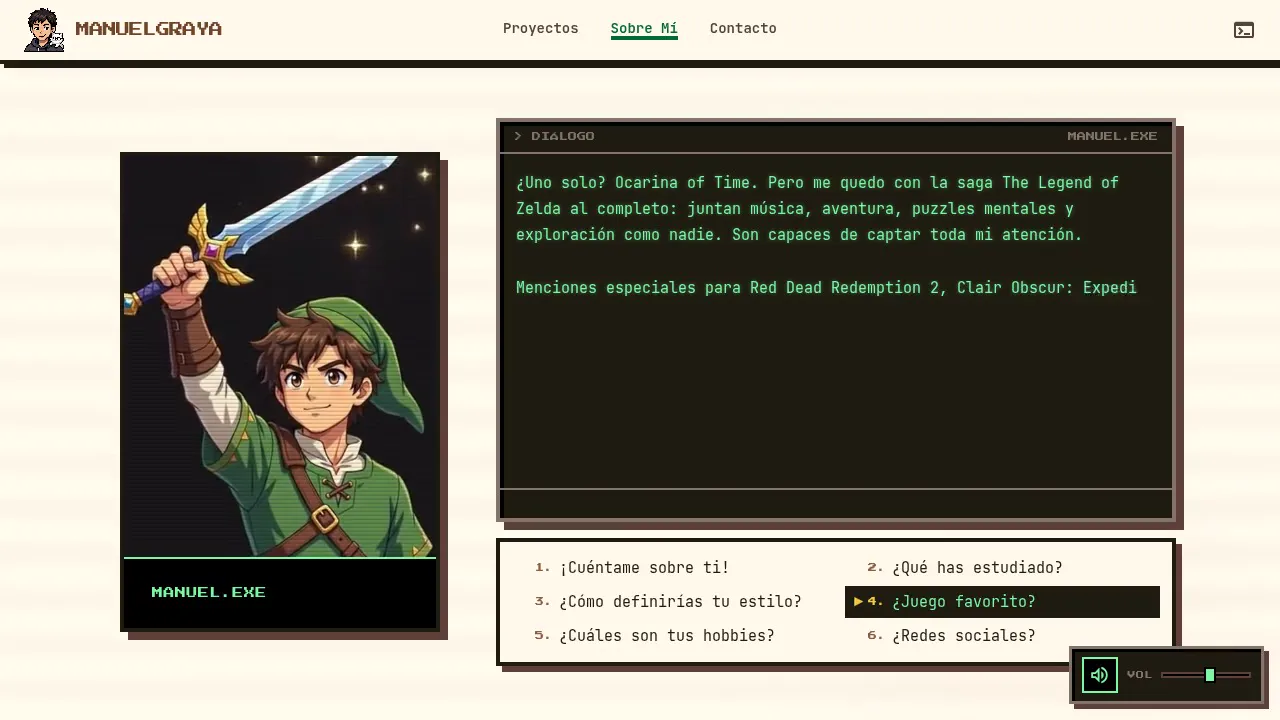 MANUELGRAYA
Proyectos
Sobre Mí
Contacto
> DIáLOGO
MANUEL.EXE
¿Uno solo? Ocarina of Time. Pero me quedo con la saga The Legend of
Zelda al completo: juntan música, aventura, puzzles mentales y
exploración como nadie. Son capaces de captar toda mi atención.
Menciones especiales para Red Dead Redemption 2, Clair Obscur: Expedi
MANUEL.EXE
1. ¡Cuéntame sobre ti!
2. ¿Qué has estudiado?
3. ¿Cómo definirías tu estilo?
▶ 4. ¿Juego favorito?
5. ¿Cuáles son tus hobbies?
6. ¿Redes sociales?
VOL